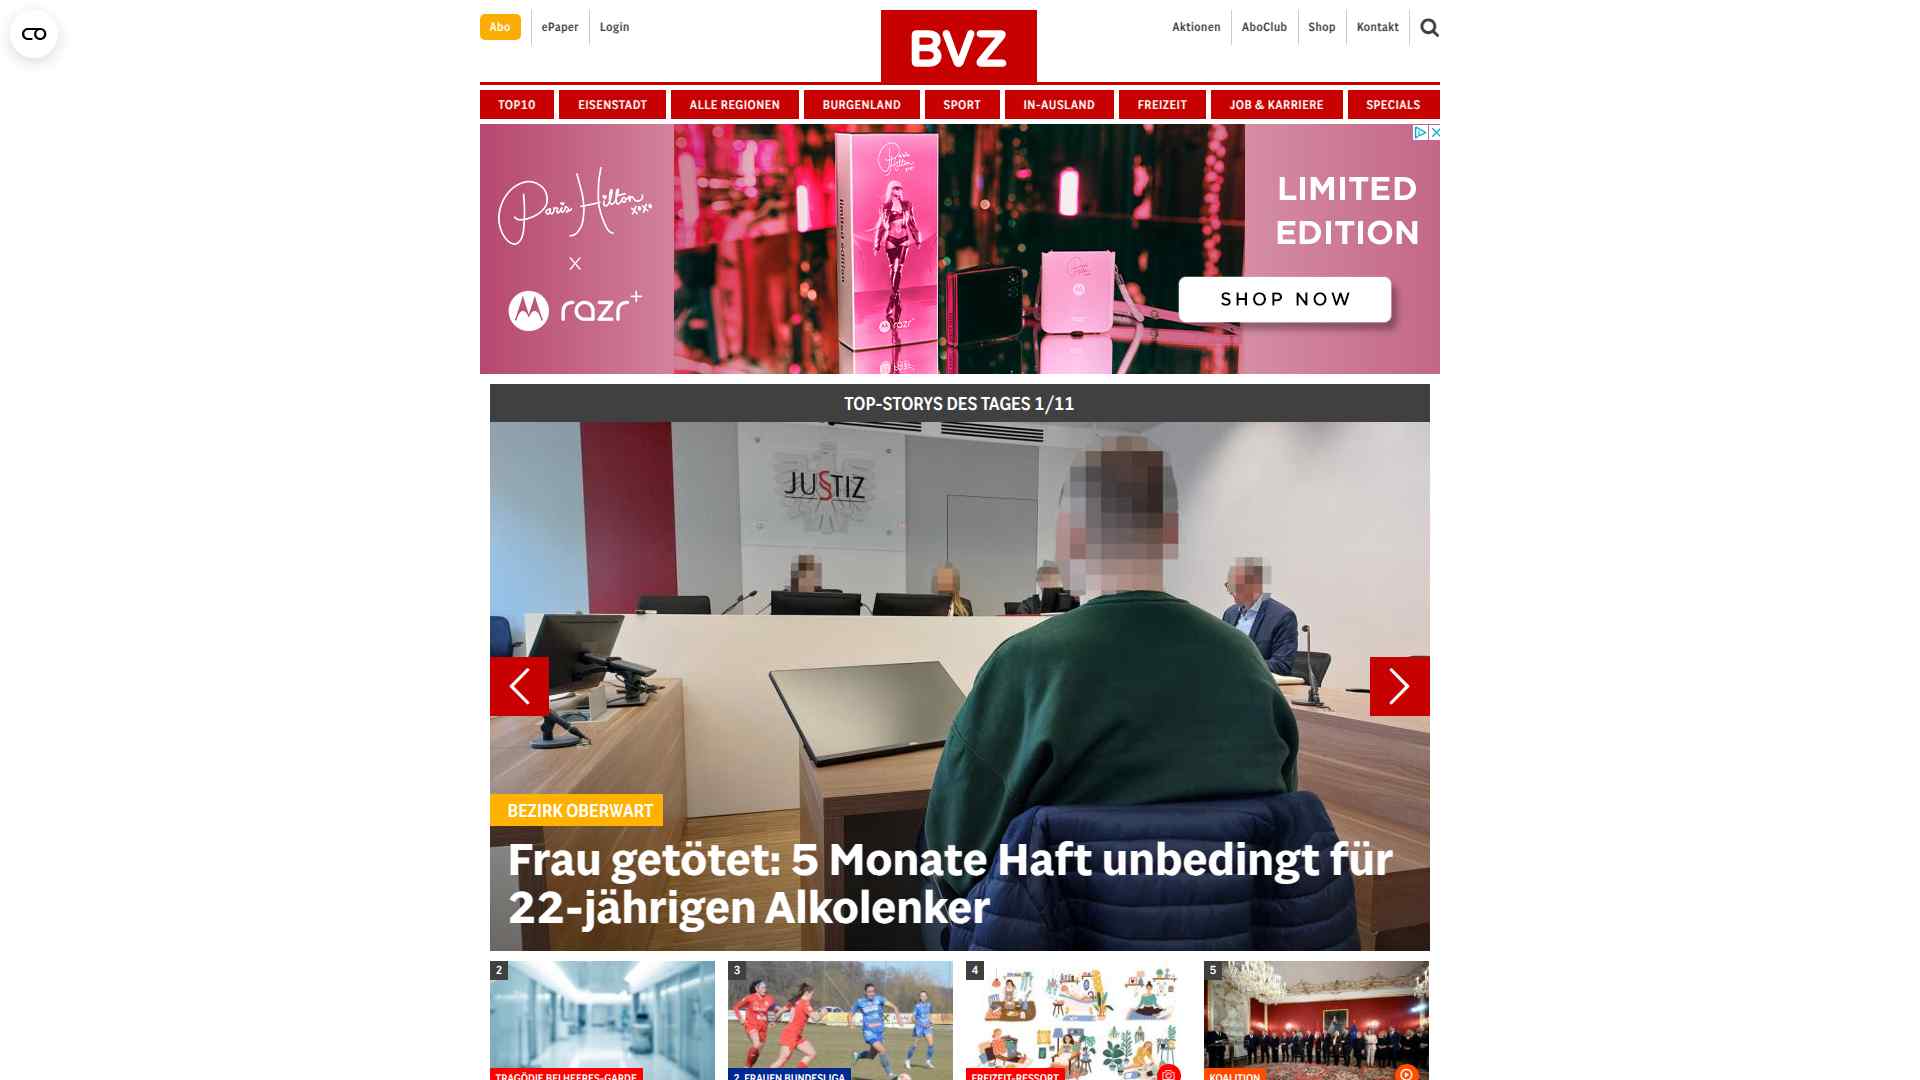 Abo
ePaper
Login
BVZ
Aktionen
AboClub
Shop
Kontakt
TOP10
EISENSTADT
ALLE REGIONEN
BURGENLAND
SPORT
IN-AUSLAND
FREIZEIT
JOB & KARRIERE
SPECIALS
Paris Hilton
xoxo
X
razr+
limited edition
razr
LIMITED
EDITION
SHOP NOW
TOP-STORYS DES TAGES 1/11
JUSTIZ
BEZIRK OBERWART
Frau getötet: 5 Monate Haft unbedingt für
22-jährigen Alkolenker
2
TRAGÖDIE BEI HEERES-GARDE
3
2. FRAUEN BUNDESLIGA
4
FREIZEIT-RESSORT
5
KOALITION